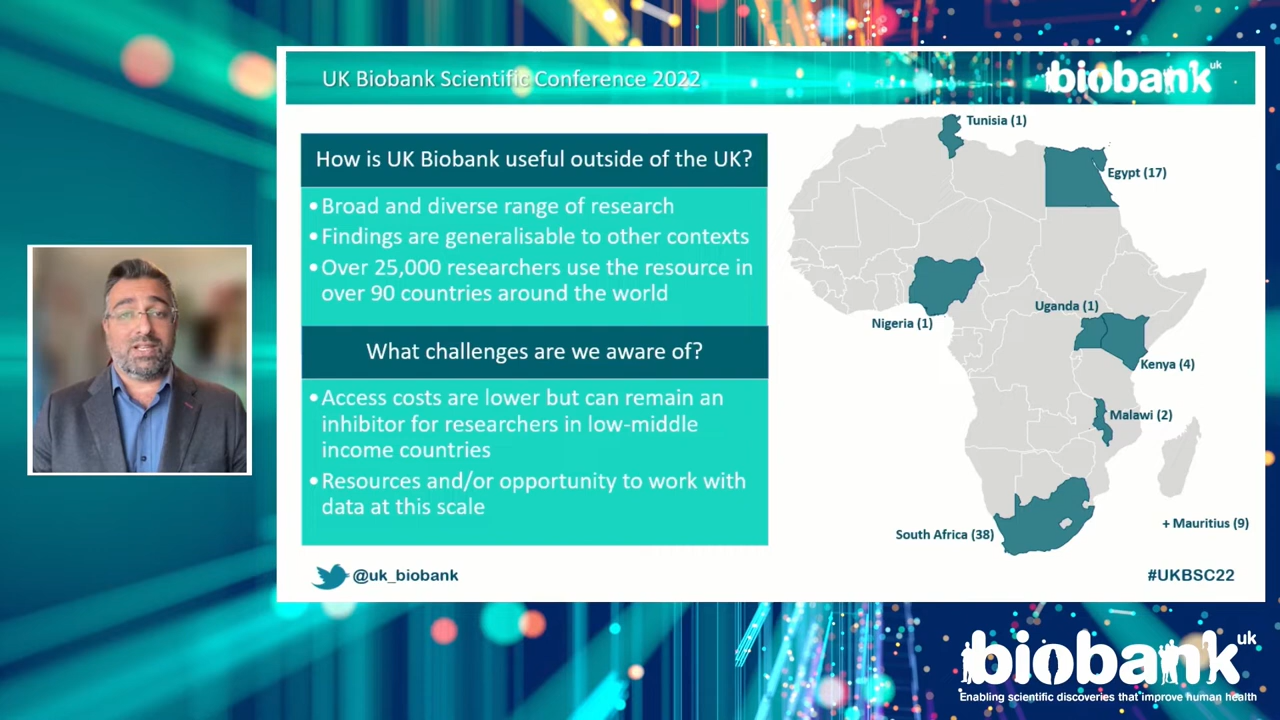 UK Biobank Scientific Conference 2022
biobank uk
How is UK Biobank useful outside of the UK?
• Broad and diverse range of research
• Findings are generalisable to other contexts
• Over 25,000 researchers use the resource in
over 90 countries around the world
What challenges are we aware of?
• Access costs are lower but can remain an
inhibitor for researchers in low-middle
income countries
• Resources and/or opportunity to work with
data at this scale
Tunisia (1)
Egypt (17)
Uganda (1)
Nigeria (1)
Kenya (4)
Malawi (2)
+ Mauritius (9)
South Africa (38)
@uk_biobank
#UKBSC22
biobank uk
Enabling scientific discoveries that improve human health